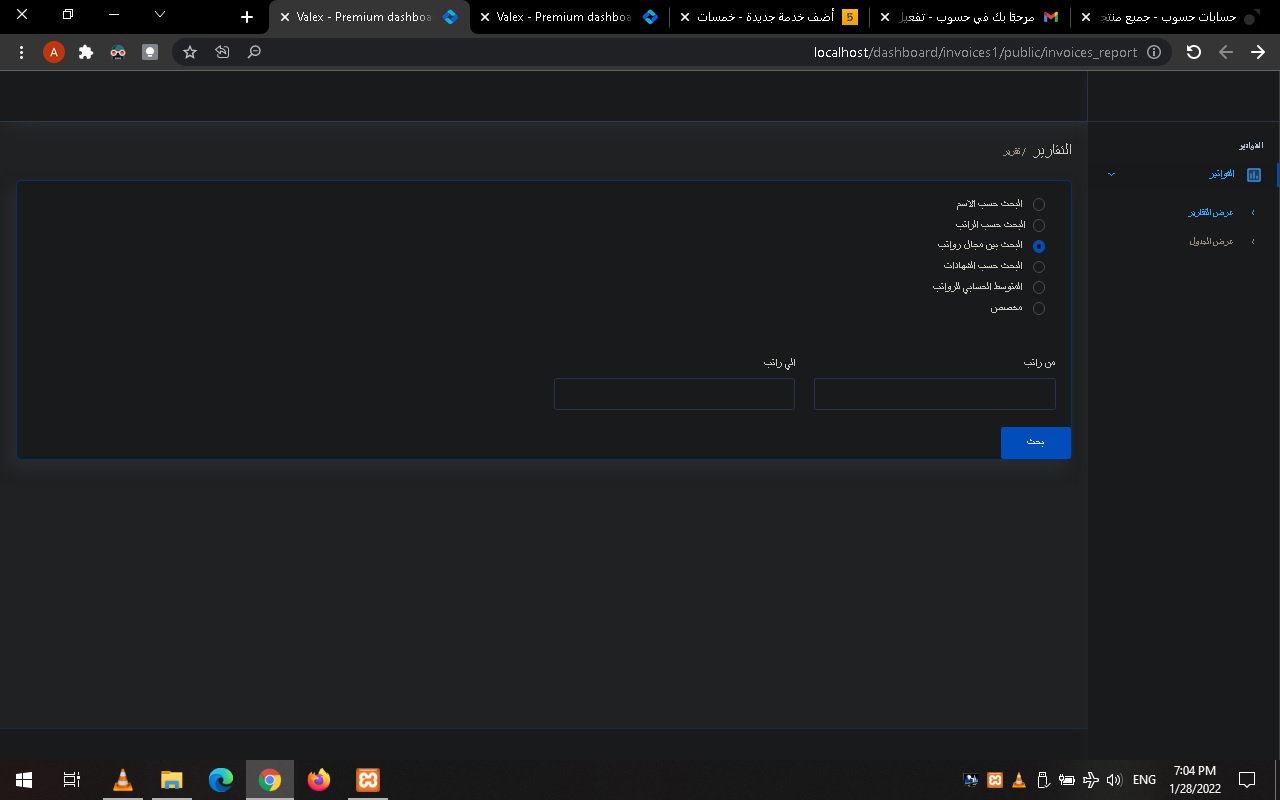 Valex - Premium dashboa
Valex - Premium dashboa
أضف خدمة جديدة - خمسات
5
مرحبًا بك في حسوب - تفعيل
حسابات حسوب - جميع منتج
A
localhost/dashboard/invoices1/public/invoices_report
الفواتير
عرض التقارير
عرض الجدول
التقارير / تقرير
البحث حسب الاسم
البحث حسب الراتب
البحث بين مجال رواتب
البحث حسب الشهادات
المتوسط الحسابي للرواتب
مخصص
من راتب
الي راتب
بحث
ENG
7:04 PM
1/28/2022